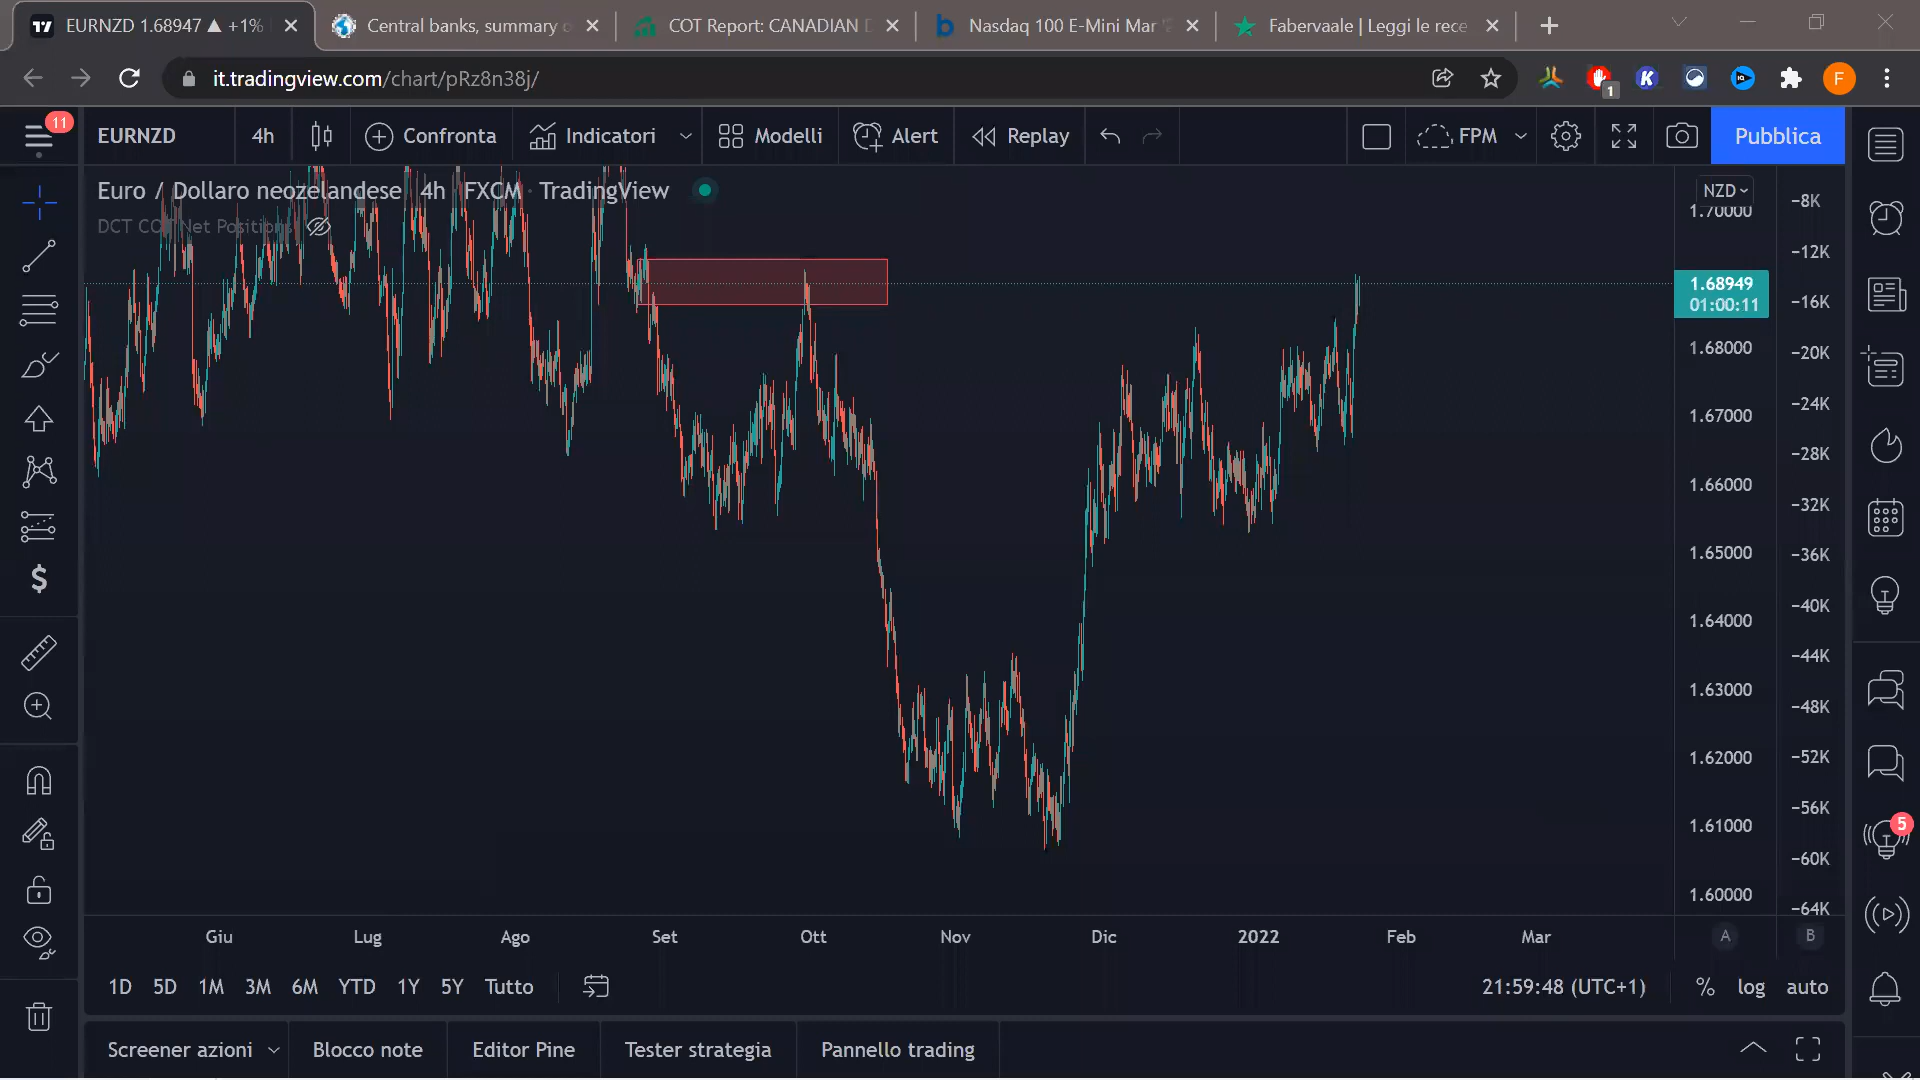 EURNZD 1.68947 ▲ +1%
Central banks, summary o
COT Report: CANADIAN D
Nasdaq 100 E-Mini Mar '2
Fabervaale | Leggi le rece
it.tradingview.com/chart/pRz8n38j/
1
F
11
EURNZD
4h
Confronta
Indicatori
Modelli
Alert
Replay
FPM
Pubblica
Euro / Dollaro neozelandese 4h FXCM TradingView
DCT COT Net Positions
NZD
1.70000
1.68949
01:00:11
1.68000
1.67000
1.66000
1.65000
1.64000
1.63000
1.62000
1.61000
1.60000
−8K
−12K
−16K
−20K
−24K
−28K
−32K
−36K
−40K
−44K
−48K
−52K
−56K
−60K
−64K
5
Giu Lug Ago Set Ott Nov Dic 2022 Feb Mar
A
B
1D 5D 1M 3M 6M YTD 1Y 5Y Tutto
21:59:48 (UTC+1)
% log auto
Screener azioni
Blocco note
Editor Pine
Tester strategia
Pannello trading